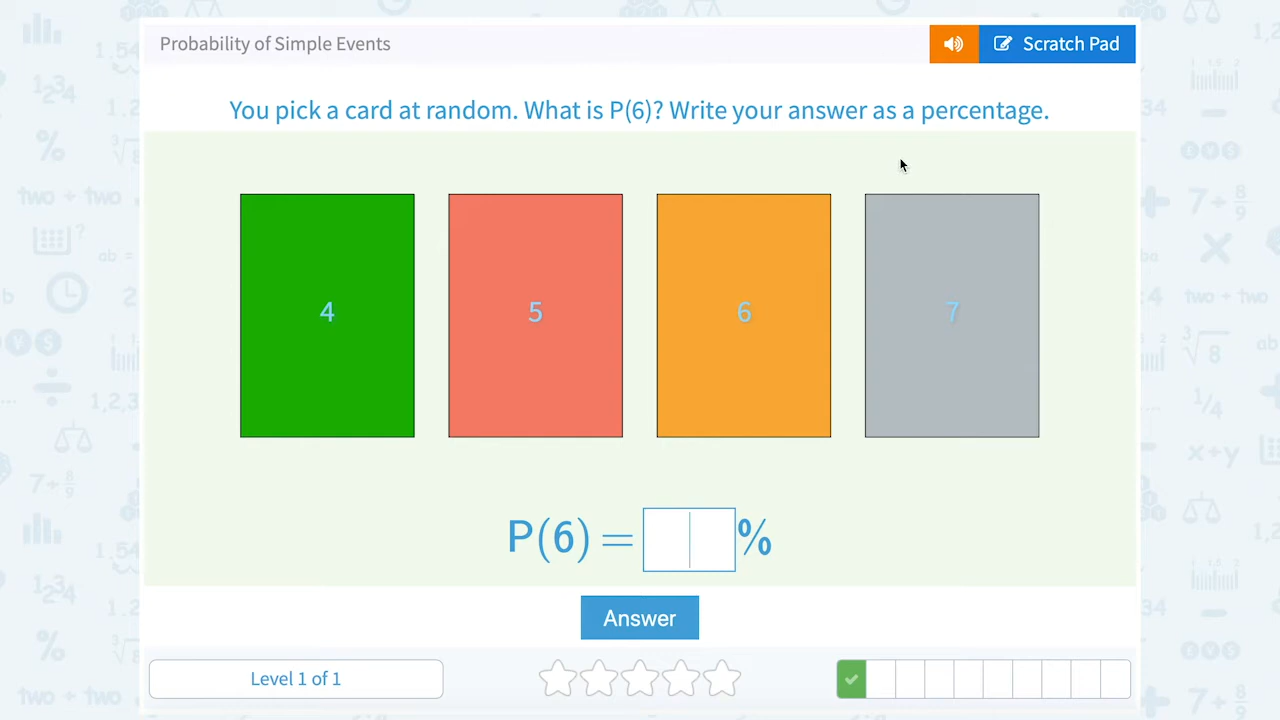 Probability of Simple Events
Scratch Pad
You pick a card at random. What is P(6)? Write your answer as a percentage.
4 5 6 7
P(6) = %
Answer
Level 1 of 1